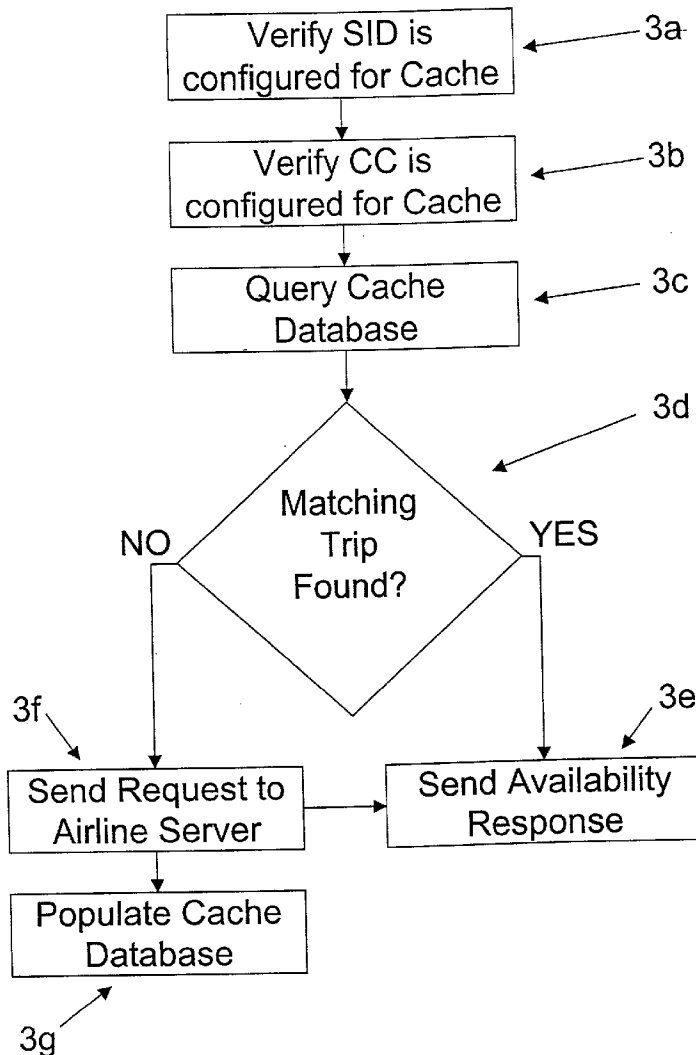 Verify SID is
configured for Cache
3a
Verify CC is
configured for Cache
3b
Query Cache
Database
3c
3d
Matching
Trip
Found?
NO
YES
3f
3e
Send Request to
Airline Server
Send Availability
Response
Populate Cache
Database
3g